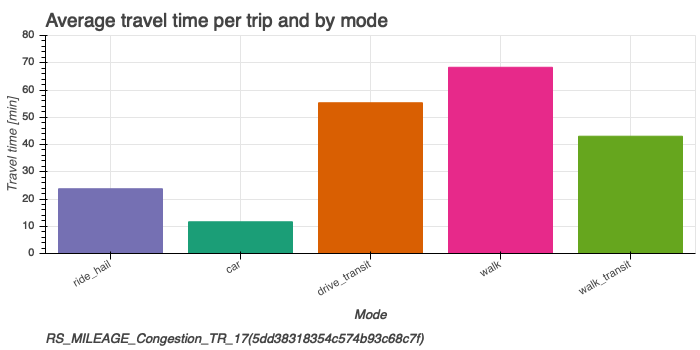 Average travel time per trip and by mode
Travel time [min]
80
70
60
50
40
30
20
10
0
ride_hail
car
drive_transit
walk
walk_transit
Mode
RS_MILEAGE_Congestion_TR_17(5dd38318354c574b93c68c7f)